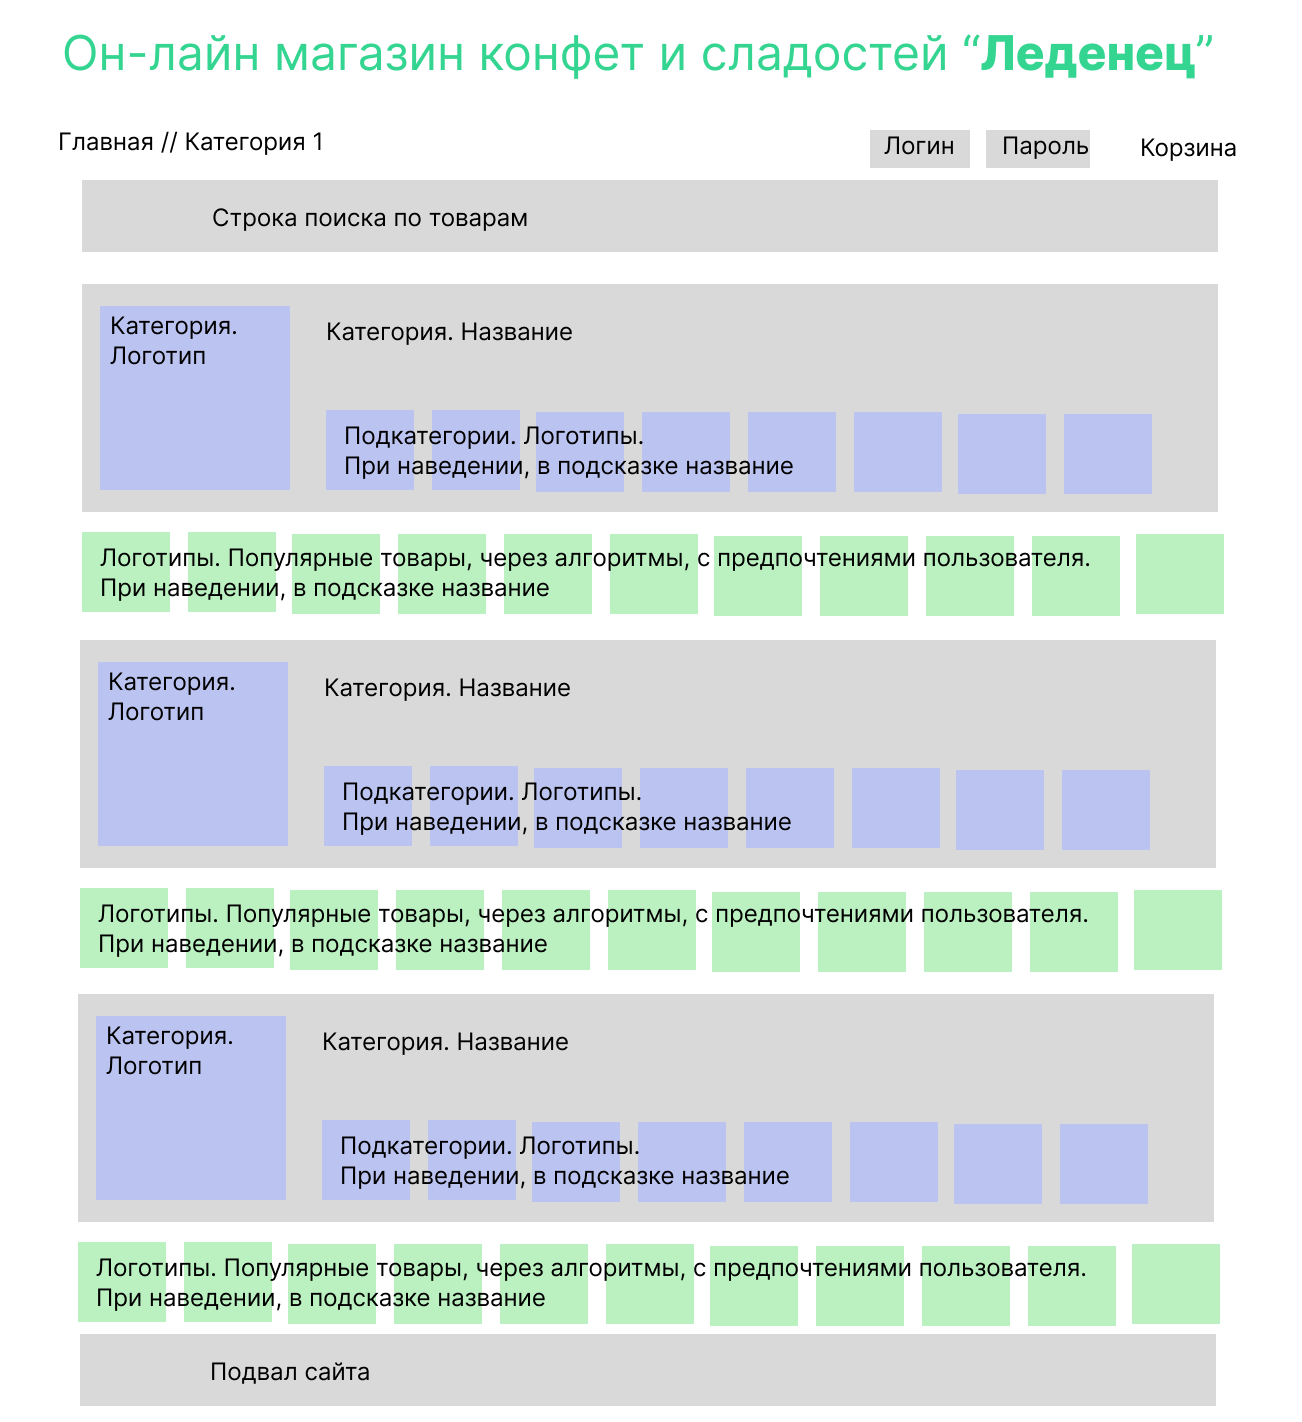 Он-лайн магазин конфет и сладостей “Леденец”
Главная // Категория 1
Логин
Пароль
Корзина
Строка поиска по товарам
Категория.
Логотип
Категория. Название
Подкатегории. Логотипы.
При наведении, в подсказке название
Логотипы. Популярные товары, через алгоритмы, с предпочтениями пользователя.
При наведении, в подсказке название
Категория.
Логотип
Категория. Название
Подкатегории. Логотипы.
При наведении, в подсказке название
Логотипы. Популярные товары, через алгоритмы, с предпочтениями пользователя.
При наведении, в подсказке название
Категория.
Логотип
Категория. Название
Подкатегории. Логотипы.
При наведении, в подсказке название
Логотипы. Популярные товары, через алгоритмы, с предпочтениями пользователя.
При наведении, в подсказке название
Подвал сайта